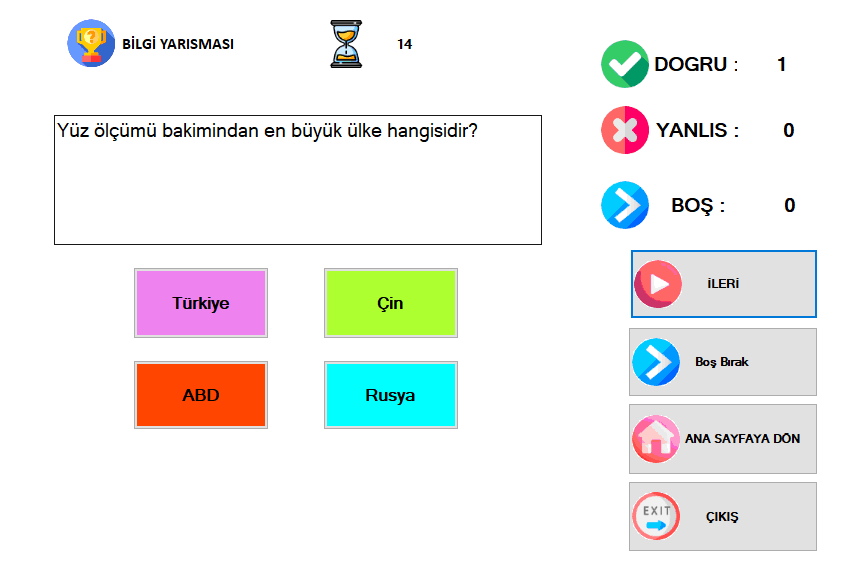 BİLGİ YARISMASI
14
DOGRU : 1
YANLIS : 0
BOŞ : 0
Yüz ölçümü bakimindan en büyük ülke hangisidir?
Türkiye
Çin
ABD
Rusya
İLERİ
Boş Bırak
ANA SAYFAYA DÖN
EXIT
ÇIKIŞ